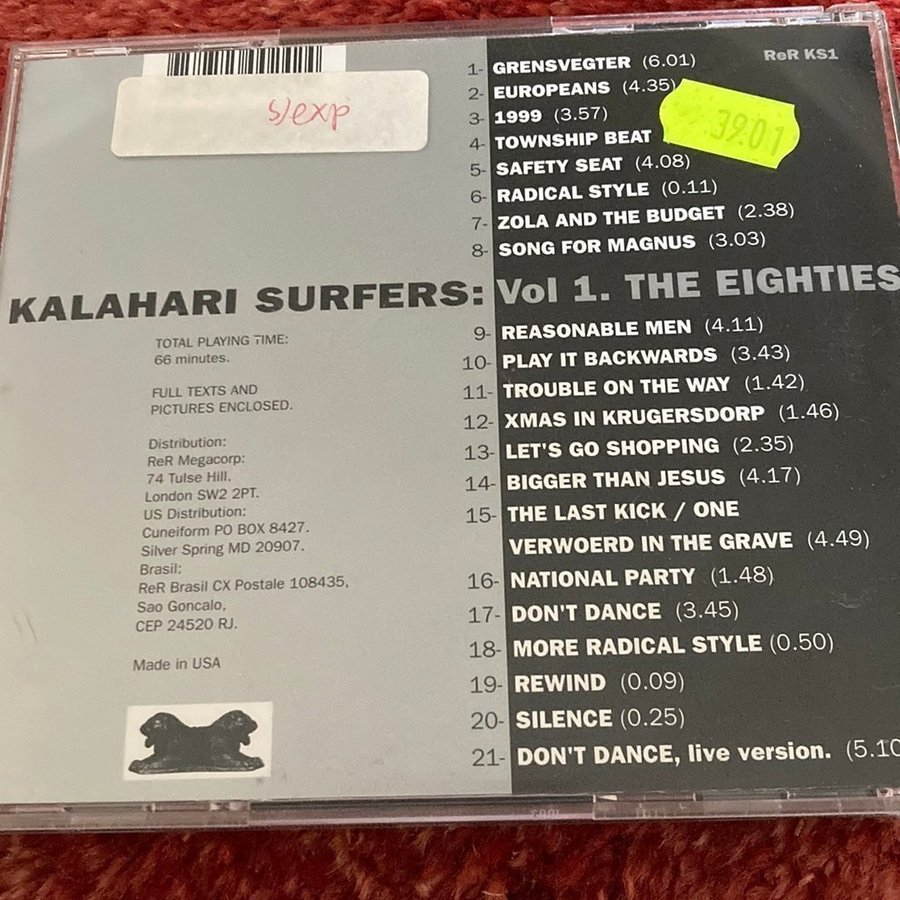 s/exp
ReR KS1
39.01
1- GRENSVEGTER (6.01)
2- EUROPEANS (4.35)
3- 1999 (3.57)
4- TOWNSHIP BEAT
5- SAFETY SEAT (4.08)
6- RADICAL STYLE (0.11)
7- ZOLA AND THE BUDGET (2.38)
8- SONG FOR MAGNUS (3.03)
KALAHARI SURFERS: Vol 1. THE EIGHTIES
9- REASONABLE MEN (4.11)
10- PLAY IT BACKWARDS (3.43)
11- TROUBLE ON THE WAY (1.42)
12- XMAS IN KRUGERSDORP (1.46)
13- LET'S GO SHOPPING (2.35)
14- BIGGER THAN JESUS (4.17)
15- THE LAST KICK / ONE
VERWOERD IN THE GRAVE (4.49)
16- NATIONAL PARTY (1.48)
17- DON'T DANCE (3.45)
18- MORE RADICAL STYLE (0.50)
19- REWIND (0.09)
20- SILENCE (0.25)
21- DON'T DANCE, live version. (5.10
TOTAL PLAYING TIME:
66 minutes.
FULL TEXTS AND
PICTURES ENCLOSED.
Distribution:
ReR Megacorp:
74 Tulse Hill.
London SW2 2PT.
US Distribution:
Cuneiform PO BOX 8427.
Silver Spring MD 20907.
Brasil:
ReR Brasil CX Postale 108435,
Sao Goncalo,
CEP 24520 RJ.
Made in USA